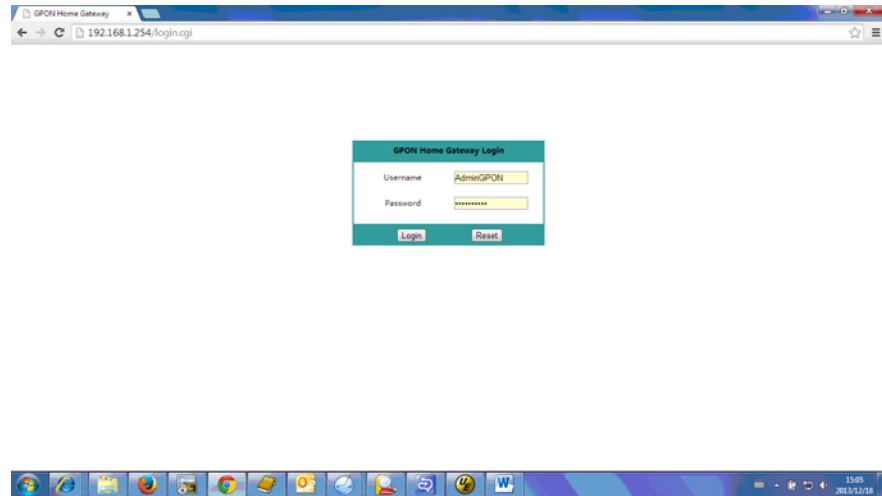 GPON Home Gateway
192.168.1.254/login.cgi
GPON Home Gateway Login
Username AdminGPON
Password ••••••••••
Login Reset
15:05
2013/12/18